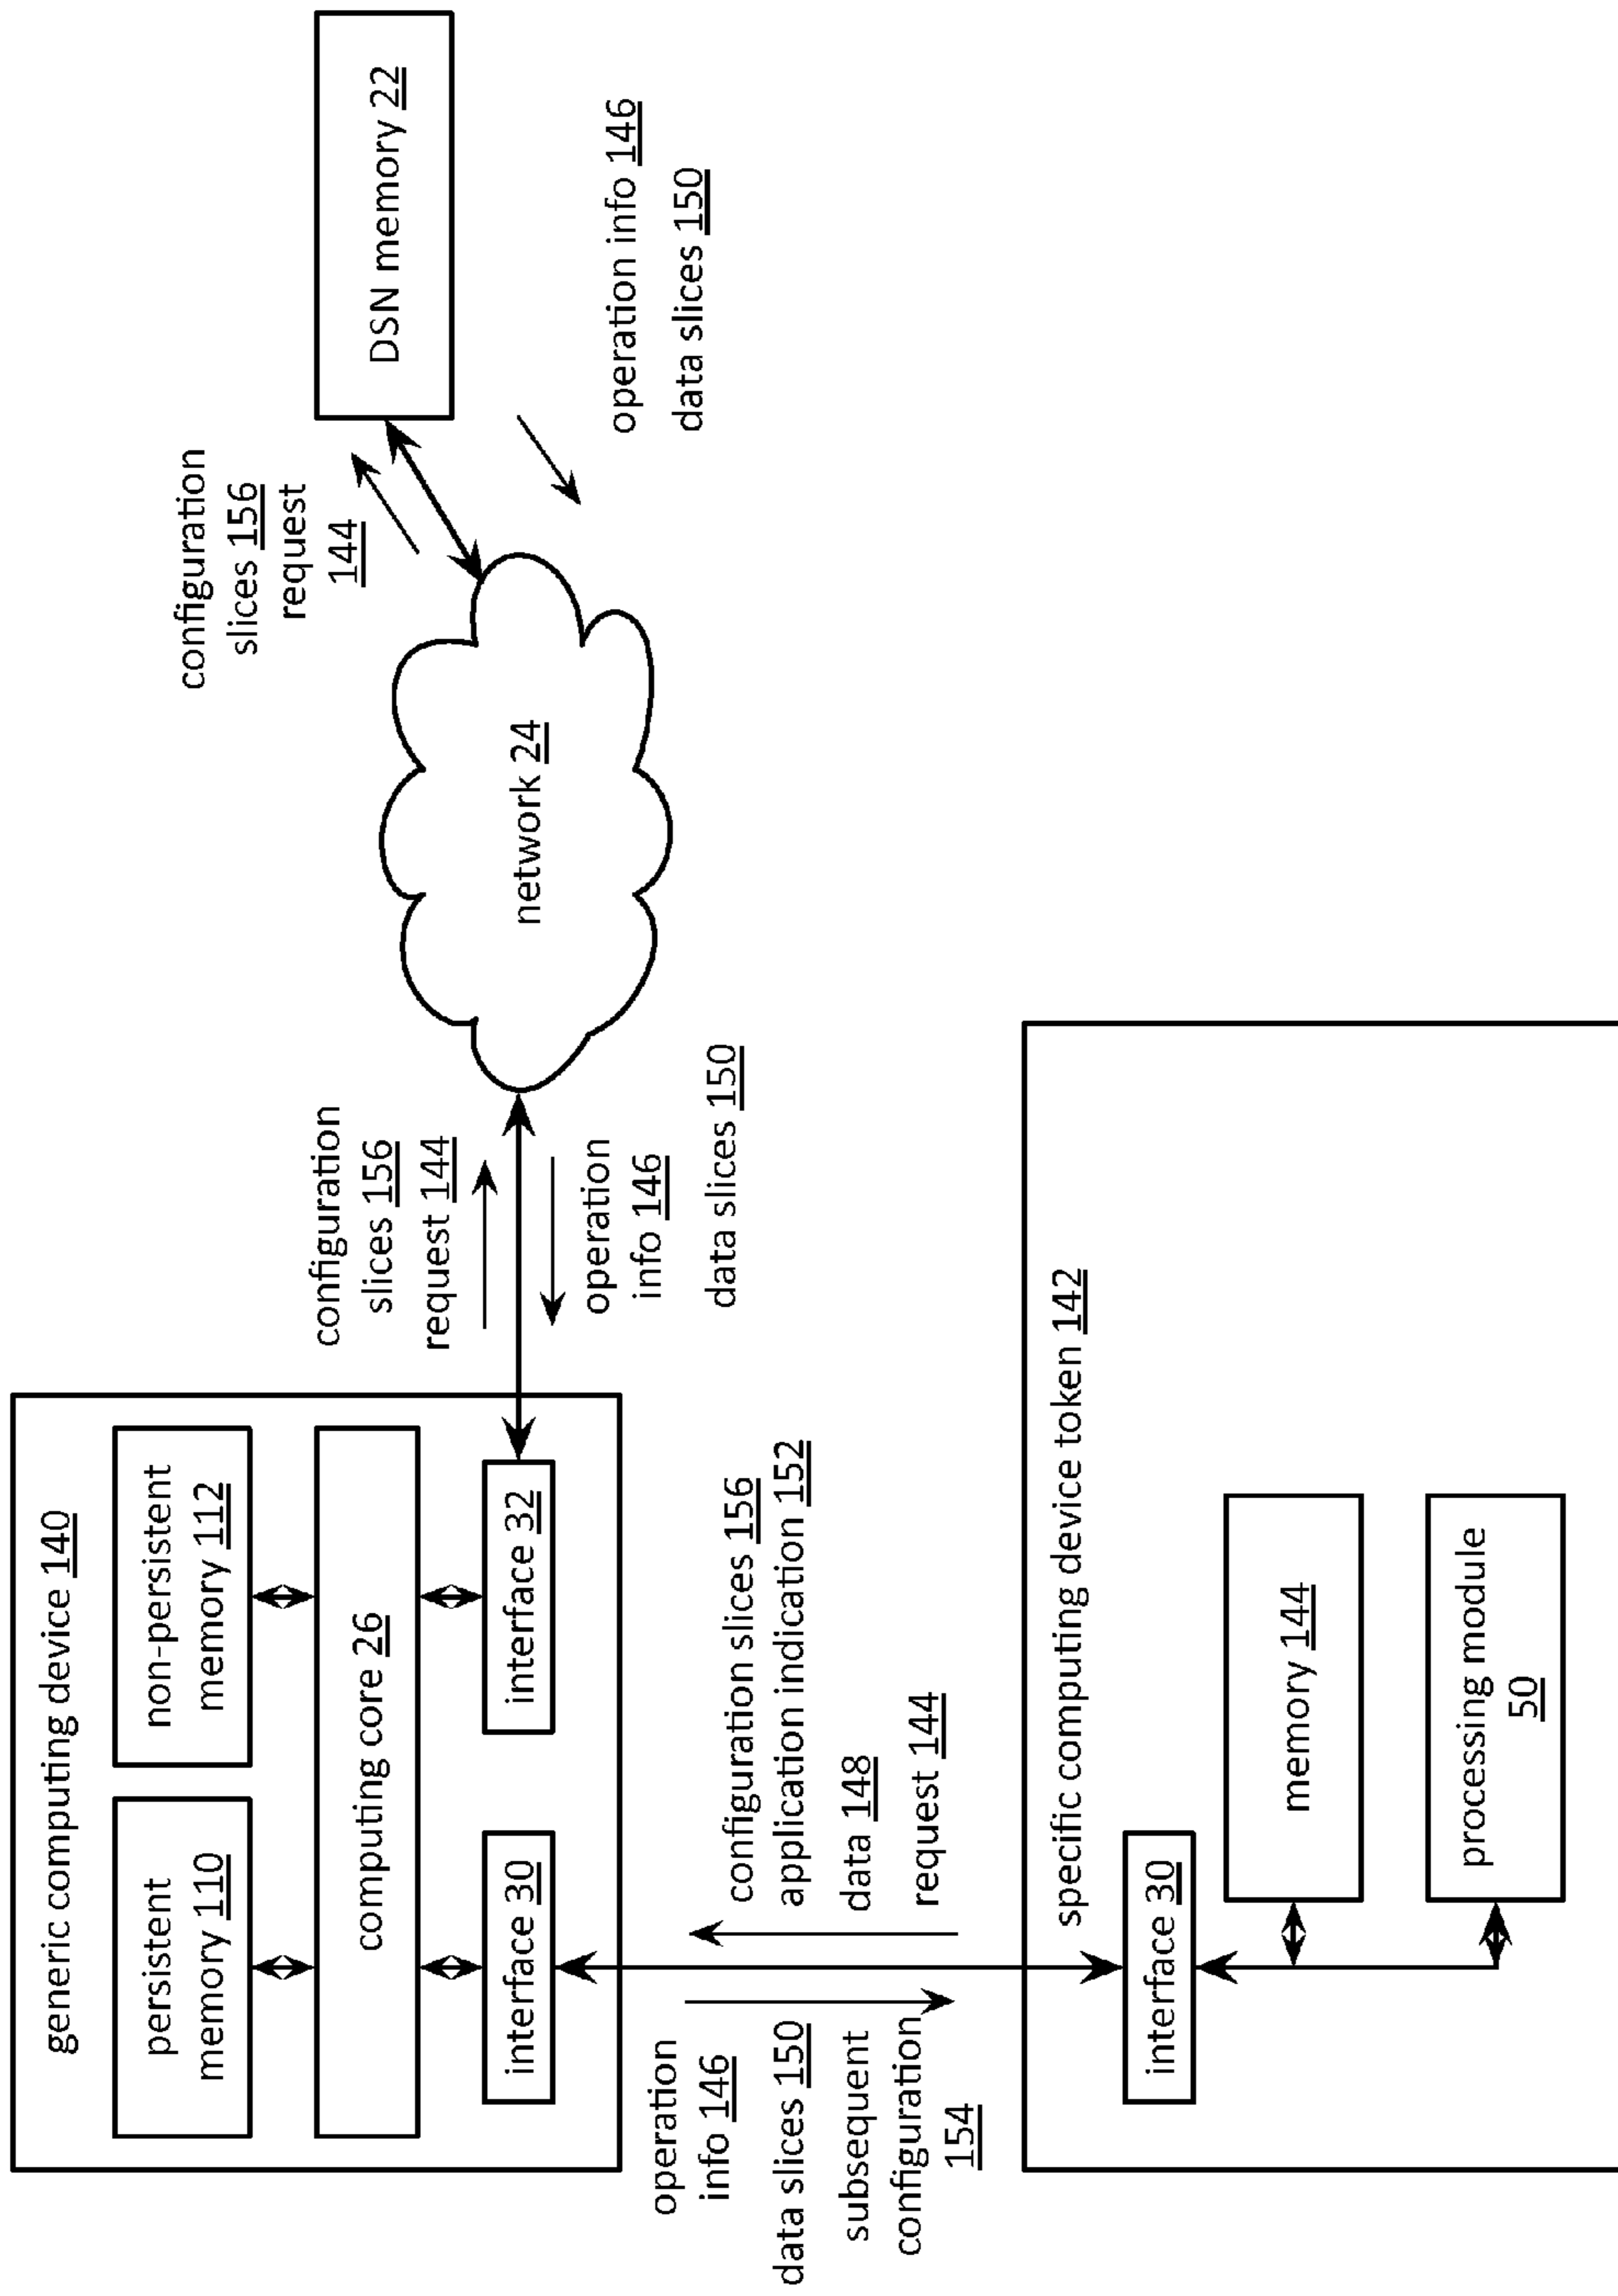 generic computing device 140
persistent
memory 110
non-persistent
memory 112
computing core 26
interface 30
interface 32
configuration
slices 156
request 144
operation
info 146
data slices 150
network 24
configuration
slices 156
request
144
DSN memory 22
operation info 146
data slices 150
operation
info 146
data slices 150
subsequent
configuration
154
configuration slices 156
application indication 152
data 148
request 144
specific computing device token 142
interface 30
memory 144
processing module
50